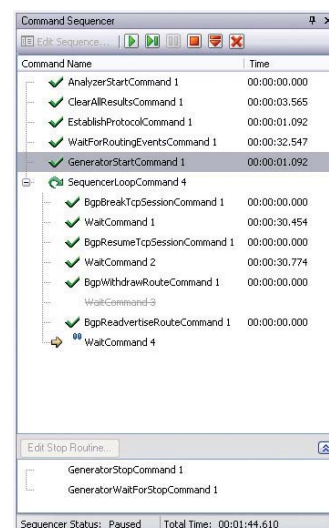 Command Sequencer
Edit Sequence...
Command Name Time
AnalyzerStartCommand 1 00:00:00.000
ClearAllResultsCommand 1 00:00:03.565
EstablishProtocolCommand 1 00:00:01.092
WaitForRoutingEventsCommand 1 00:00:32.547
GeneratorStartCommand 1 00:00:01.092
SequencerLoopCommand 4
BgpBreakTcpSessionCommand 1 00:00:00.000
WaitCommand 1 00:00:30.454
BgpResumeTcpSessionCommand 1 00:00:00.000
WaitCommand 2 00:00:30.774
BgpWithdrawRouteCommand 1 00:00:00.000
WaitCommand 3
BgpReadvertiseRouteCommand 1 00:00:00.000
WaitCommand 4
Edit Stop Routine...
GeneratorStopCommand 1
GeneratorWaitForStopCommand 1
Sequencer Status: Paused Total Time: 00:01:44.610